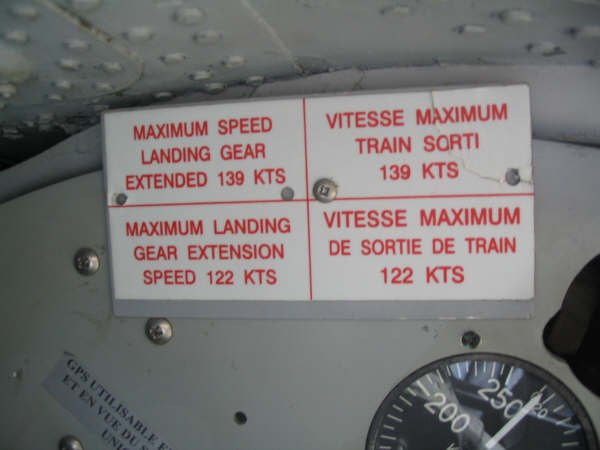 MAXIMUM SPEED
LANDING GEAR
EXTENDED 139 KTS
VITESSE MAXIMUM
TRAIN SORTI
139 KTS
MAXIMUM LANDING
GEAR EXTENSION
SPEED 122 KTS
VITESSE MAXIMUM
DE SORTIE DE TRAIN
122 KTS
GPS UTILISABLE
ET EN VUE DU
200
250
20